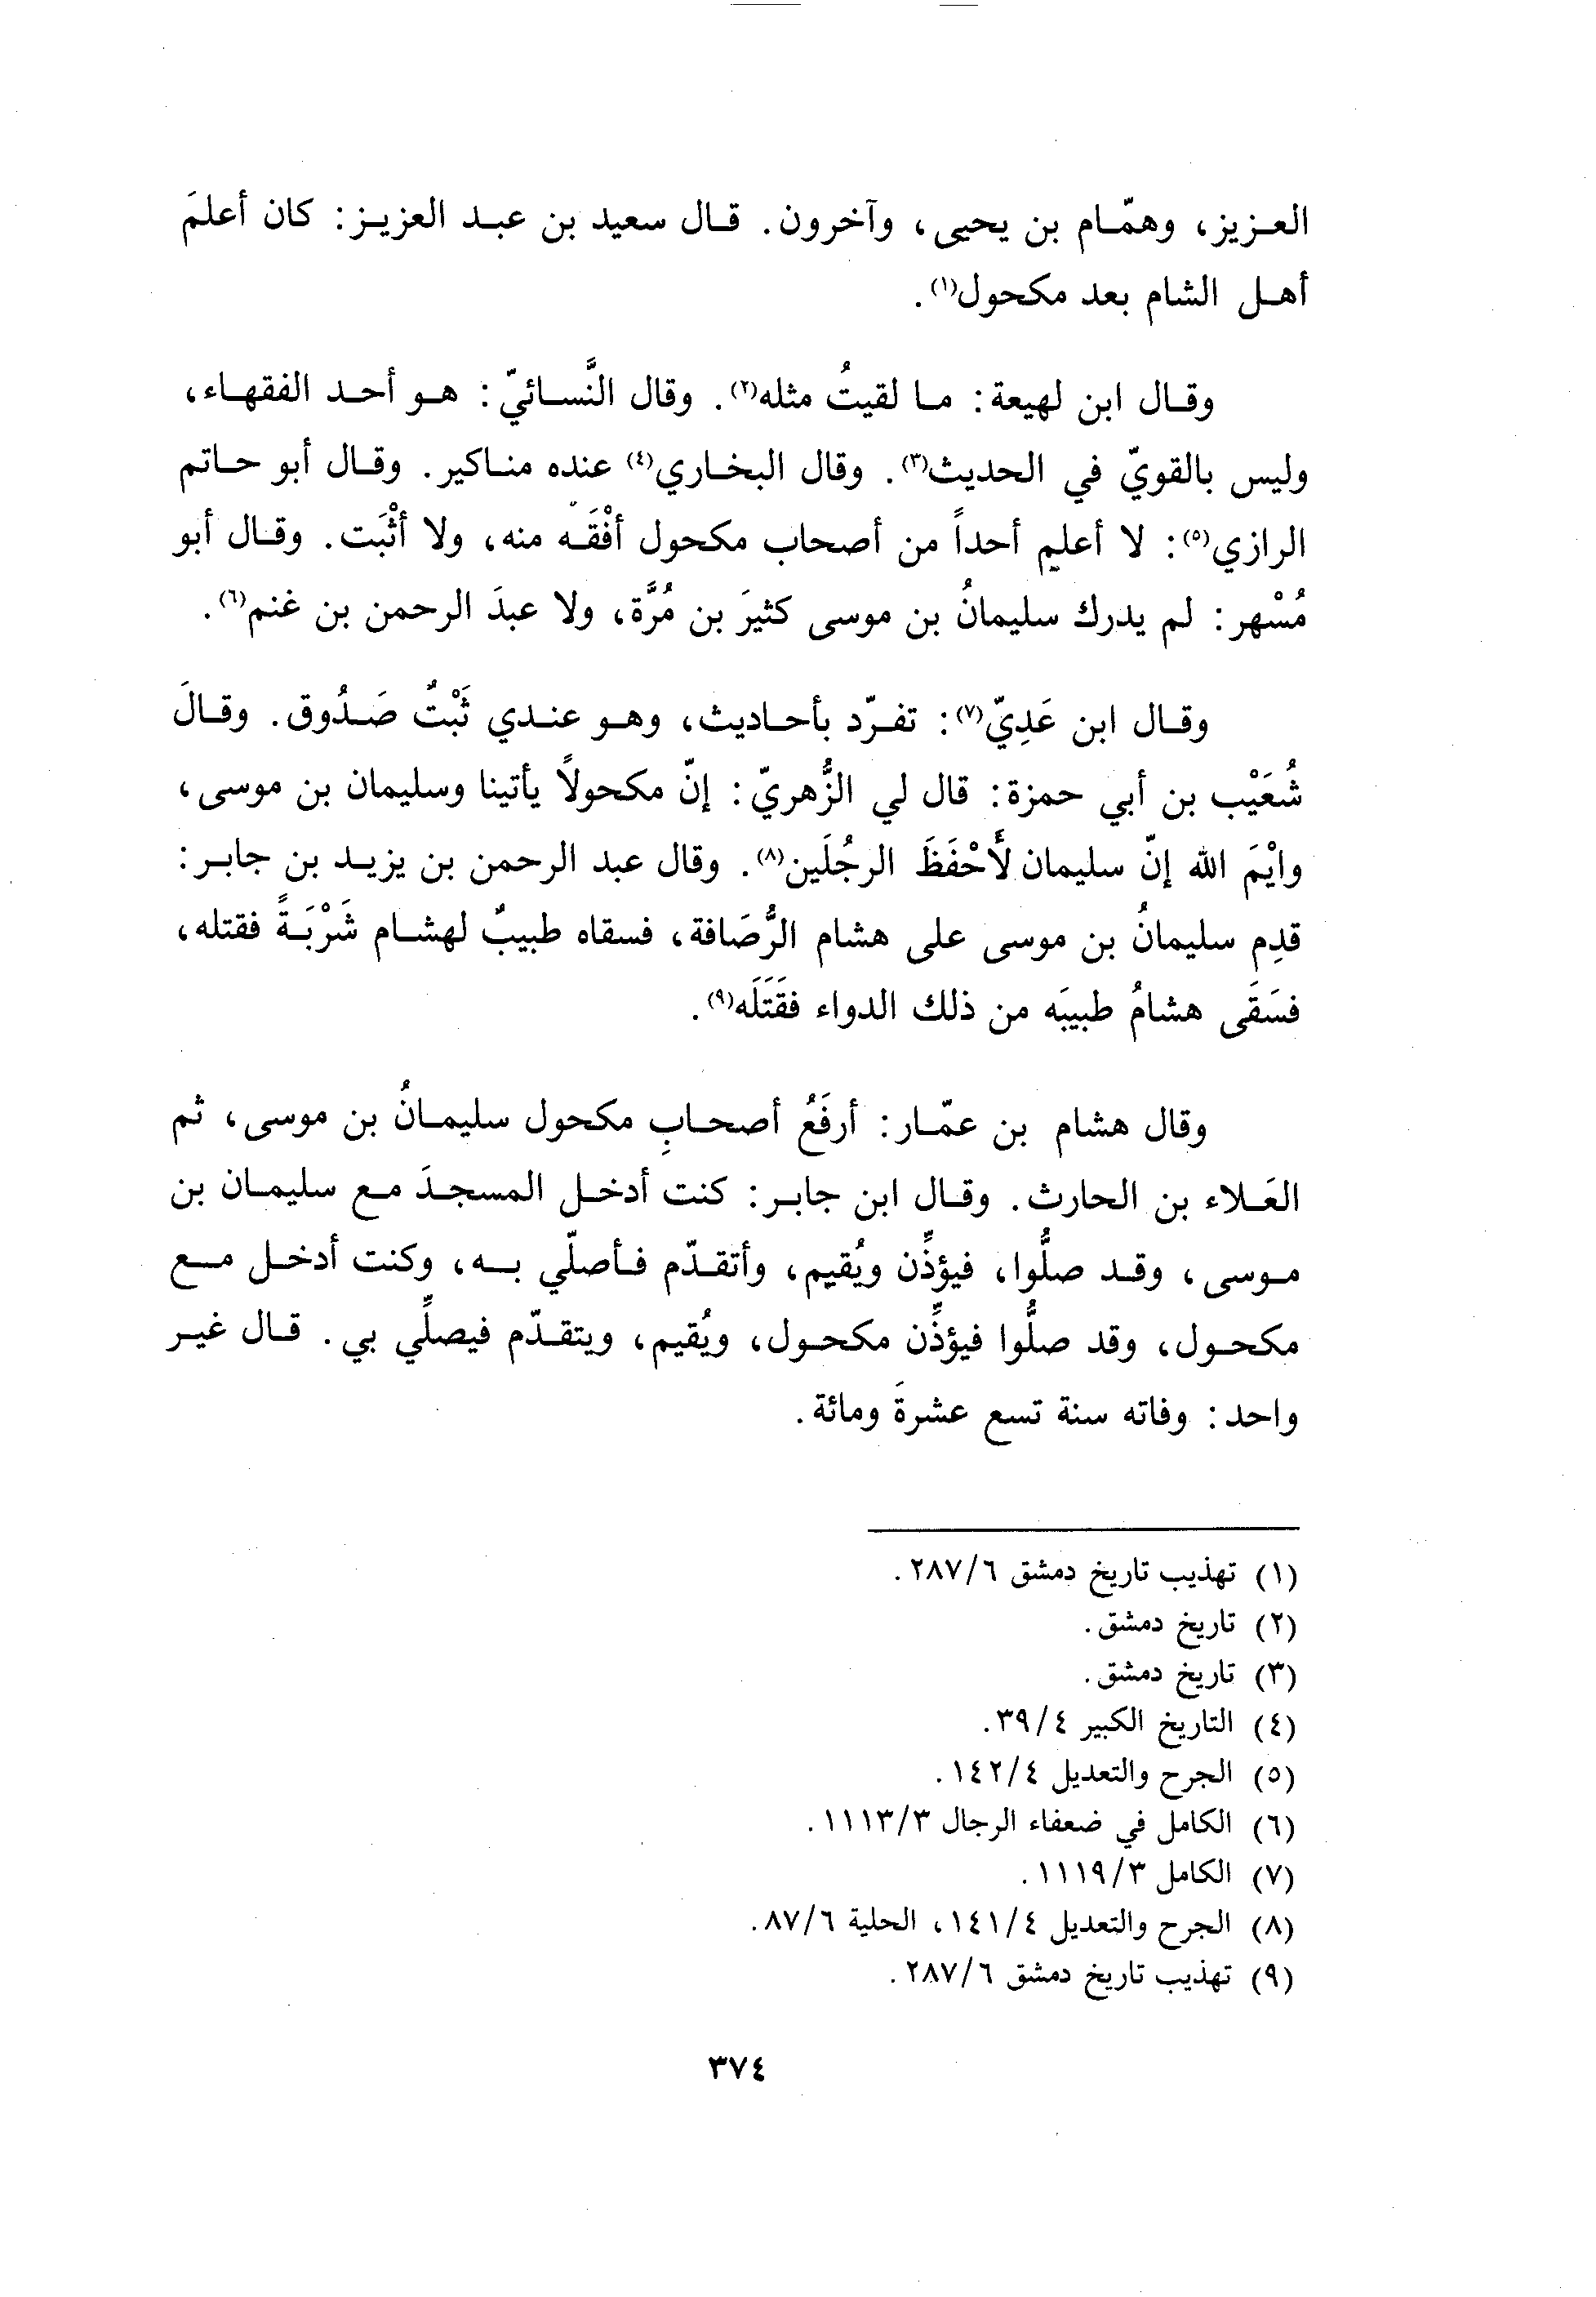 العزيز، وهمّام بن يحيى، وآخرون. قال سعيد بن عبد العزيز: كان أعلمَ
أهل الشام بعد مكحول(١).
وقال ابن لهيعة: ما لقيتُ مثله(٢). وقال النَّسائيّ: هو أحد الفقهاء،
وليس بالقويّ في الحديث(٣). وقال البخاري(٤) عنده مناكير. وقال أبو حاتم
الرازي(٥): لا أعلم أحداً من أصحاب مكحول أفْقَه منه، ولا أثْبَت. وقال أبو
مُسْهر: لم يدرك سليمانُ بن موسى كثيرَ بن مُرَّة، ولا عبدَ الرحمن بن غنم(٦).
وقال ابن عَدِيّ(٧): تفرّد بأحاديث، وهو عندي ثَبْتٌ صَدُوق. وقالَ
شُعَيْب بن أبي حمزة: قال لي الزُّهريّ: إنّ مكحولاً يأتينا وسليمان بن موسى،
وايْمَ الله إنّ سليمان لَأَحْفَظَ الرجُلَين(٨). وقال عبد الرحمن بن يزيد بن جابر:
قدِم سليمانُ بن موسى على هشام الرُّصَافة، فسقاه طبيبٌ لهشام شَرْبَةً فقتله،
فسَقَى هشامُ طبيبَه من ذلك الدواء فقَتَلَه(٩).
وقال هشام بن عمّار: أرفَعُ أصحابِ مكحول سليمانُ بن موسى، ثم
العَلاء بن الحارث. وقال ابن جابر: كنت أدخل المسجدَ مع سليمان بن
موسى، وقد صلُّوا، فيؤذِّن ويُقيم، وأتقدّم فأصلّي به، وكنت أدخل مع
مكحول، وقد صلُّوا فيؤذِّن مكحول، ويُقيم، ويتقدّم فيصلِّي بي. قال غير
واحد: وفاته سنة تسع عشرةَ ومائة.
(١) تهذيب تاريخ دمشق ٢٨٧/٦.
(٢) تاريخ دمشق.
(٣) تاريخ دمشق.
(٤) التاريخ الكبير ٣٩/٤.
(٥) الجرح والتعديل ١٤٢/٤.
(٦) الكامل في ضعفاء الرجال ١١١٣/٣.
(٧) الكامل ١١١٩/٣.
(٨) الجرح والتعديل ١٤١/٤، الحلية ٨٧/٦.
(٩) تهذيب تاريخ دمشق ٢٨٧/٦.
٣٧٤